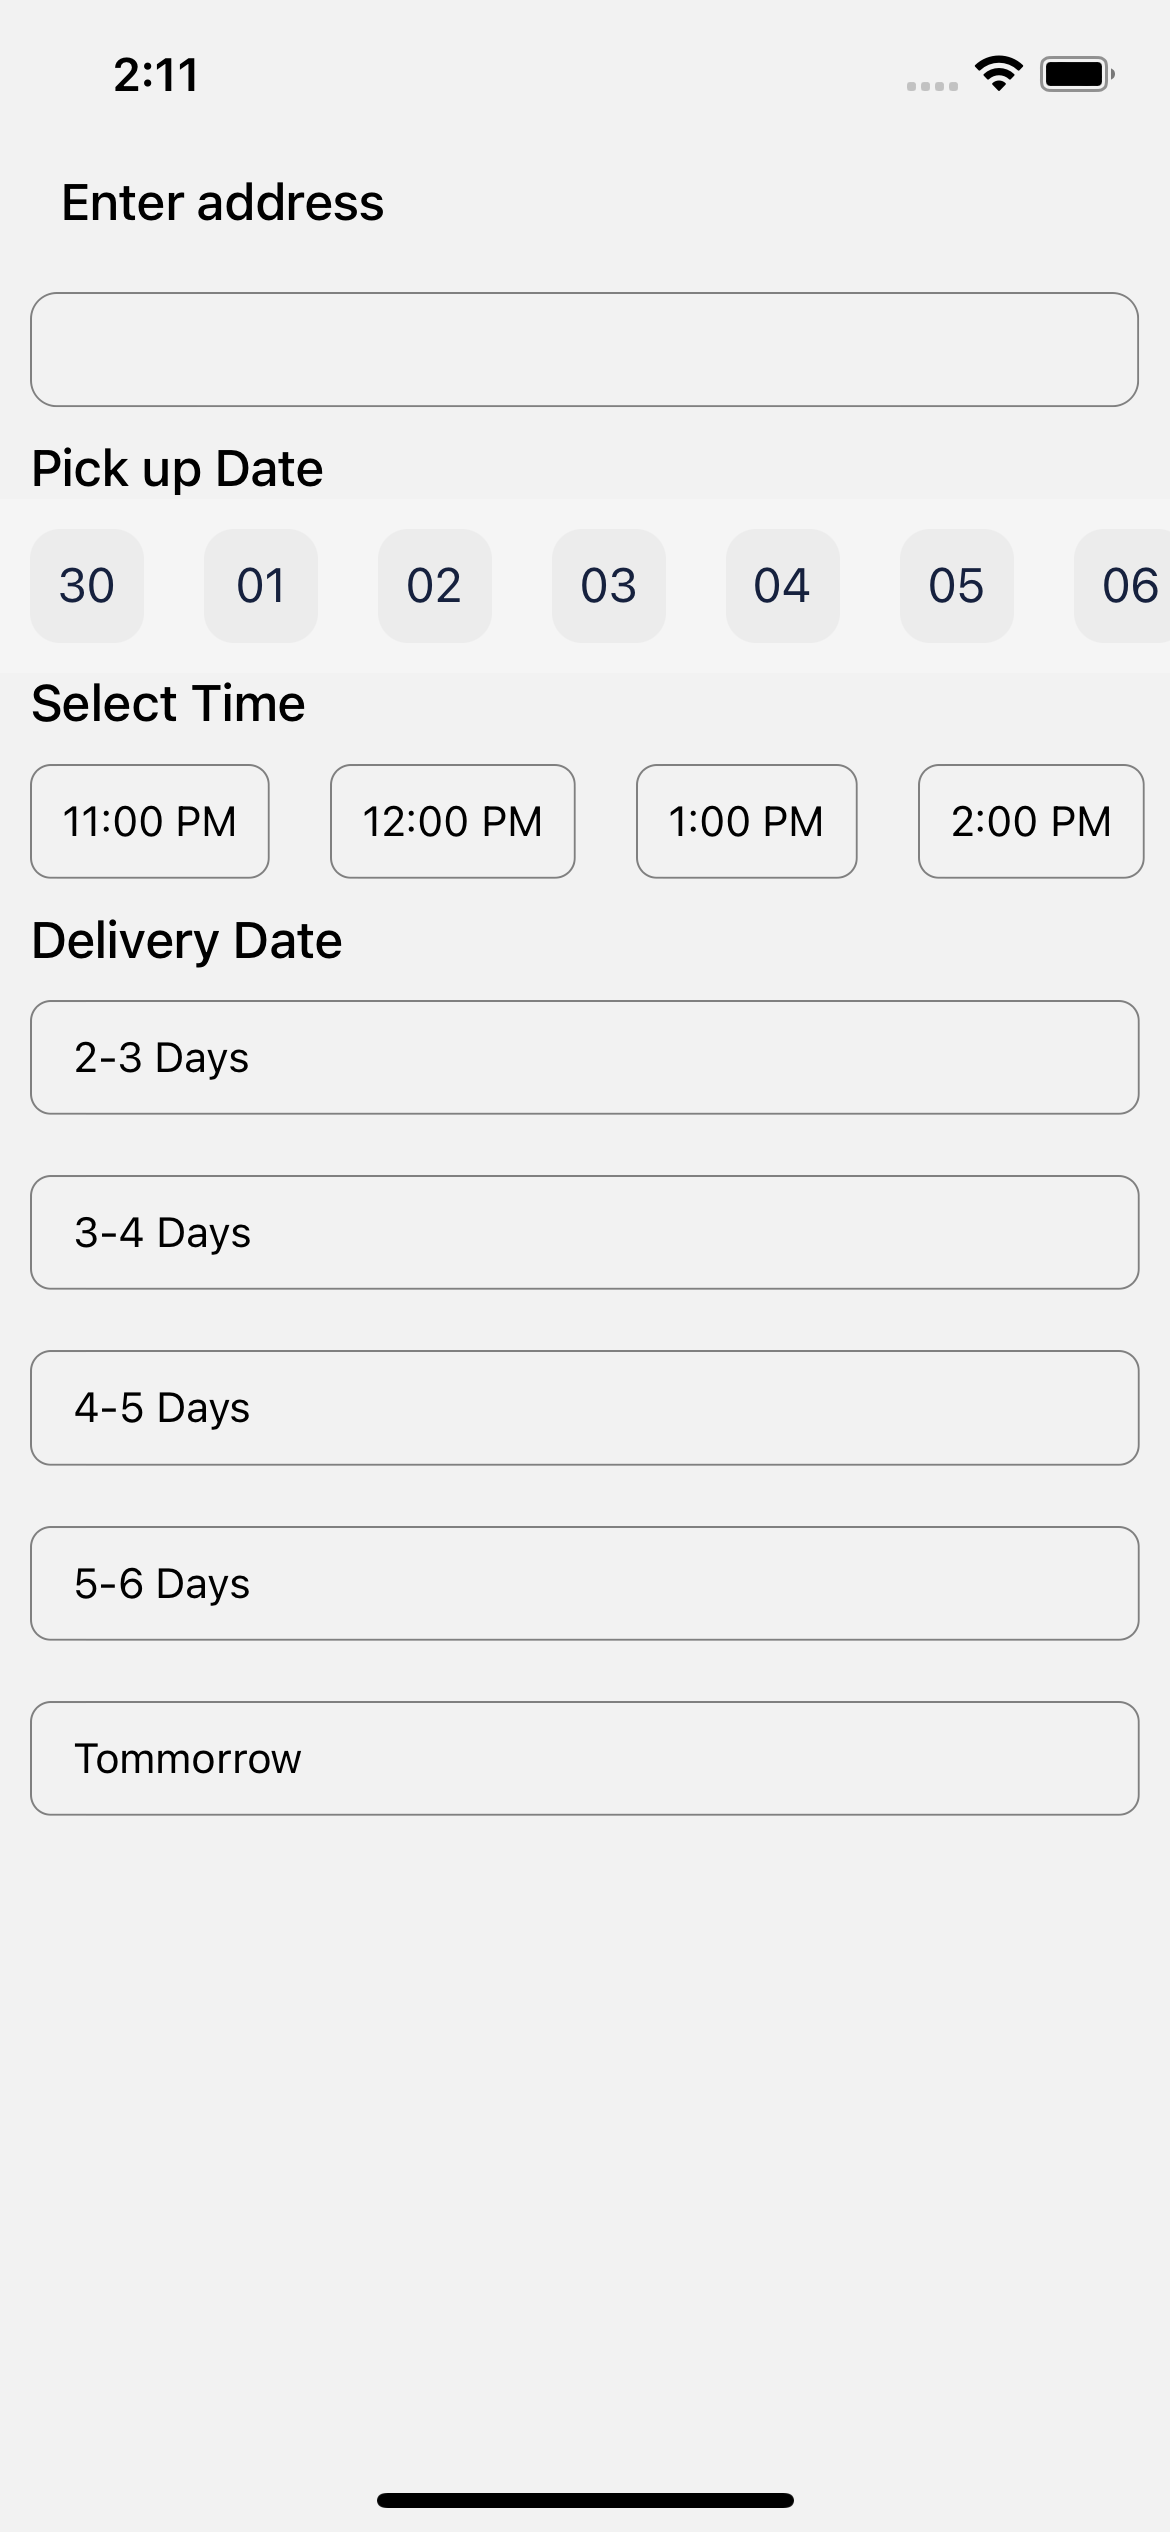 2:11
Enter address
Pick up Date
30 01 02 03 04 05 06
Select Time
11:00 PM 12:00 PM 1:00 PM 2:00 PM
Delivery Date
2-3 Days
3-4 Days
4-5 Days
5-6 Days
Tommorrow